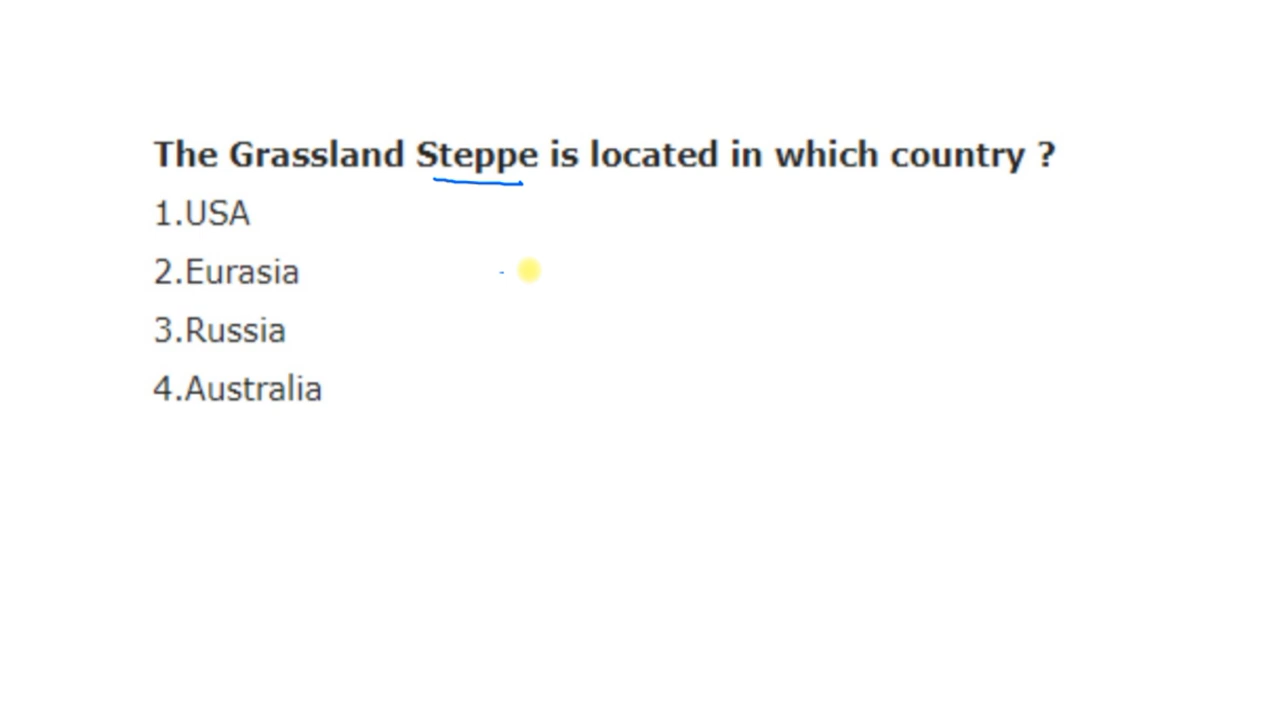 The Grassland Steppe is located in which country ?
1.USA
2.Eurasia
3.Russia
4.Australia